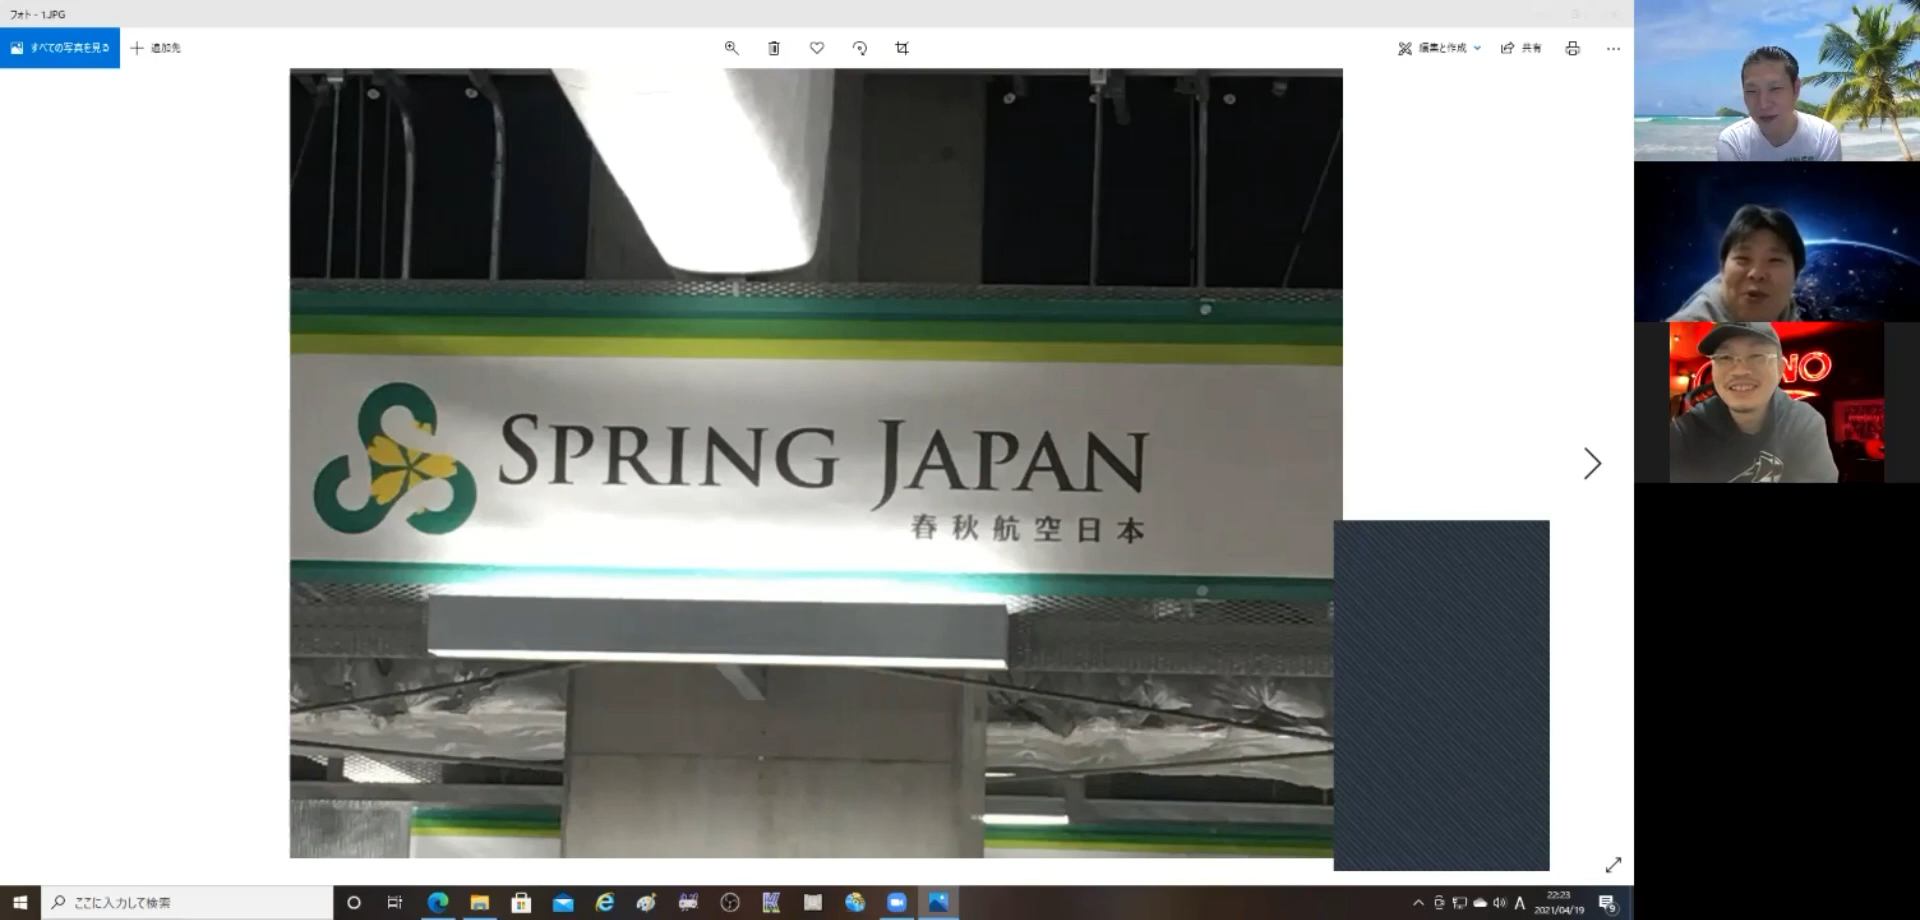 フォト - 1.JPG
すべての写真を見る
追加先
編集と作成
共有
SPRING JAPAN
春秋航空日本
NO
ここに入力して検索
A
22:23
2021/04/19